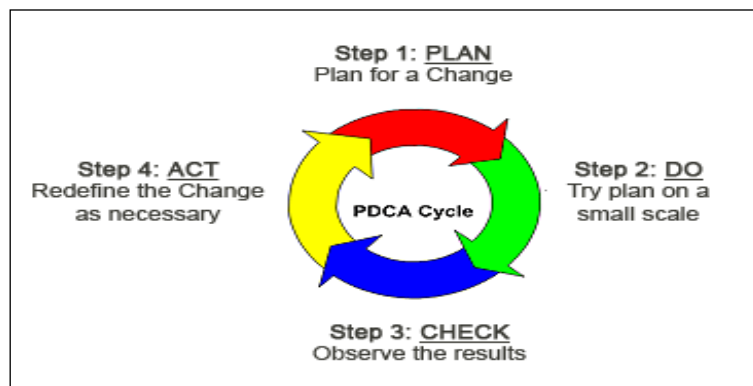 Step 1: PLAN
Plan for a Change
Step 4: ACT
Redefine the Change
as necessary
PDCA Cycle
Step 2: DO
Try plan on a
small scale
Step 3: CHECK
Observe the results